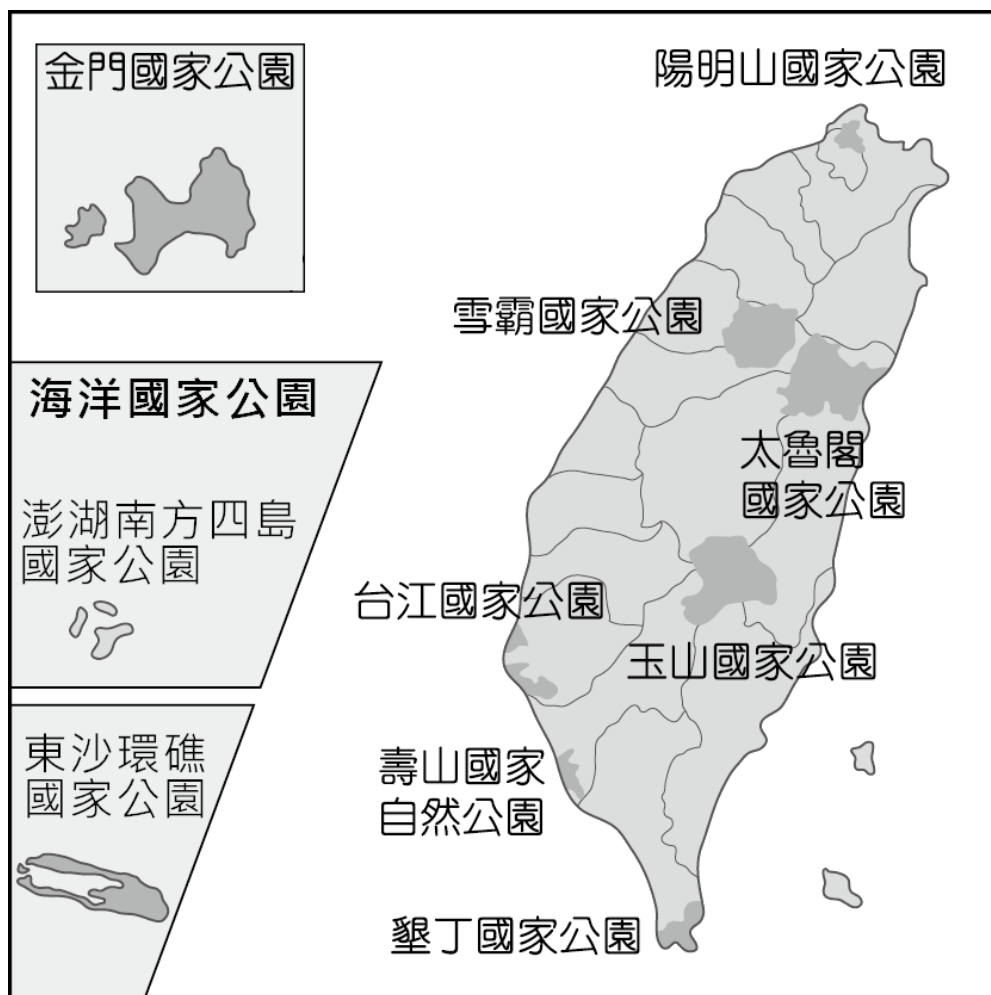 金門國家公園
陽明山國家公園
雪霸國家公園
海洋國家公園
太魯閣
國家公園
澎湖南方四島
國家公園
台江國家公園
玉山國家公園
東沙環礁
國家公園
壽山國家
自然公園
墾丁國家公園